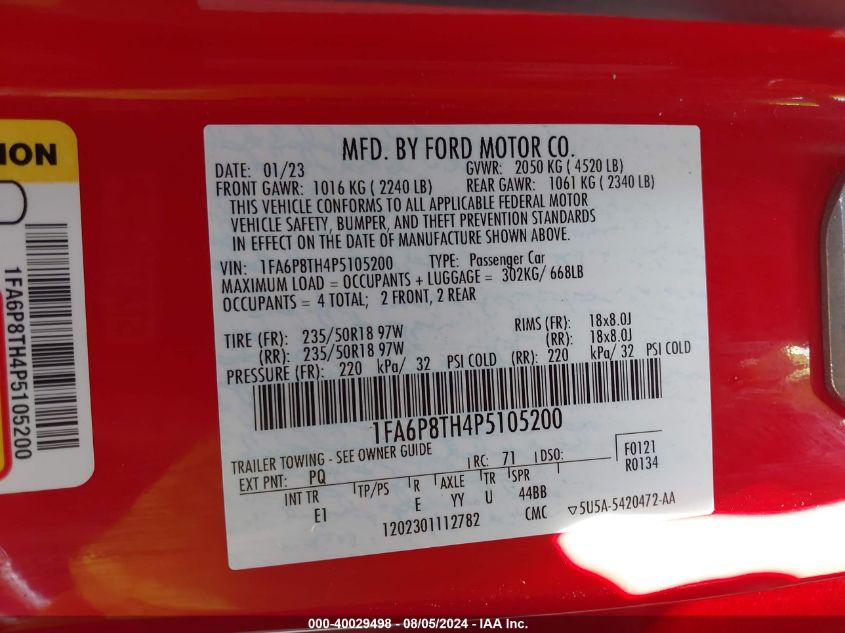 ION
1FA6P8TH4P5105200
MFD. BY FORD MOTOR CO.
DATE: 01/23 GVWR: 2050 KG ( 4520 LB)
FRONT GAWR: 1016 KG ( 2240 LB) REAR GAWR: 1061 KG ( 2340 LB)
THIS VEHICLE CONFORMS TO ALL APPLICABLE FEDERAL MOTOR
VEHICLE SAFETY, BUMPER, AND THEFT PREVENTION STANDARDS
IN EFFECT ON THE DATE OF MANUFACTURE SHOWN ABOVE.
VIN: 1FA6P8TH4P5105200 TYPE: Passenger Car
MAXIMUM LOAD = OCCUPANTS + LUGGAGE = 302KG/ 668LB
OCCUPANTS = 4 TOTAL; 2 FRONT, 2 REAR
TIRE (FR): 235/50R18 97W RIMS (FR): 18x8.0J
(RR): 235/50R18 97W (RR): 18x8.0J
PRESSURE (FR): 220 kPa/ 32 PSI COLD (RR): 220 kPa/ 32 PSI COLD
1FA6P8TH4P5105200
TRAILER TOWING - SEE OWNER GUIDE
EXT PNT: PQ RC: 71 DSO: F0121
R0134
INT TR TP/PS R AXLE TR SPR
E1 E YY U 44BB
1202301112782 CMC ▽5U5A-5420472-AA
000-40029498 - 08/05/2024 - IAA Inc.